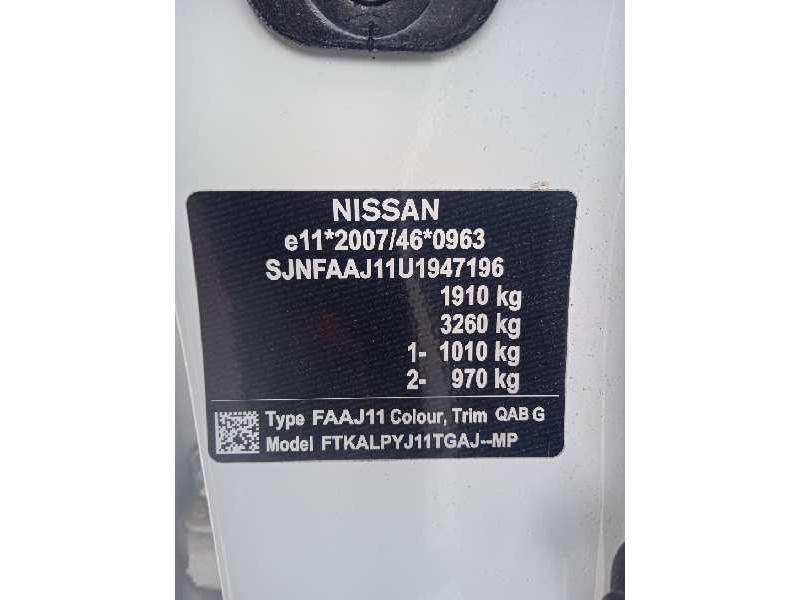 NISSAN
e11*2007/46*0963
SJNFAAJ11U1947196
1910 kg
3260 kg
1- 1010 kg
2- 970 kg
Type FAAJ11 Colour, Trim QAB G
Model FTKALPYJ11TGAJ--MP